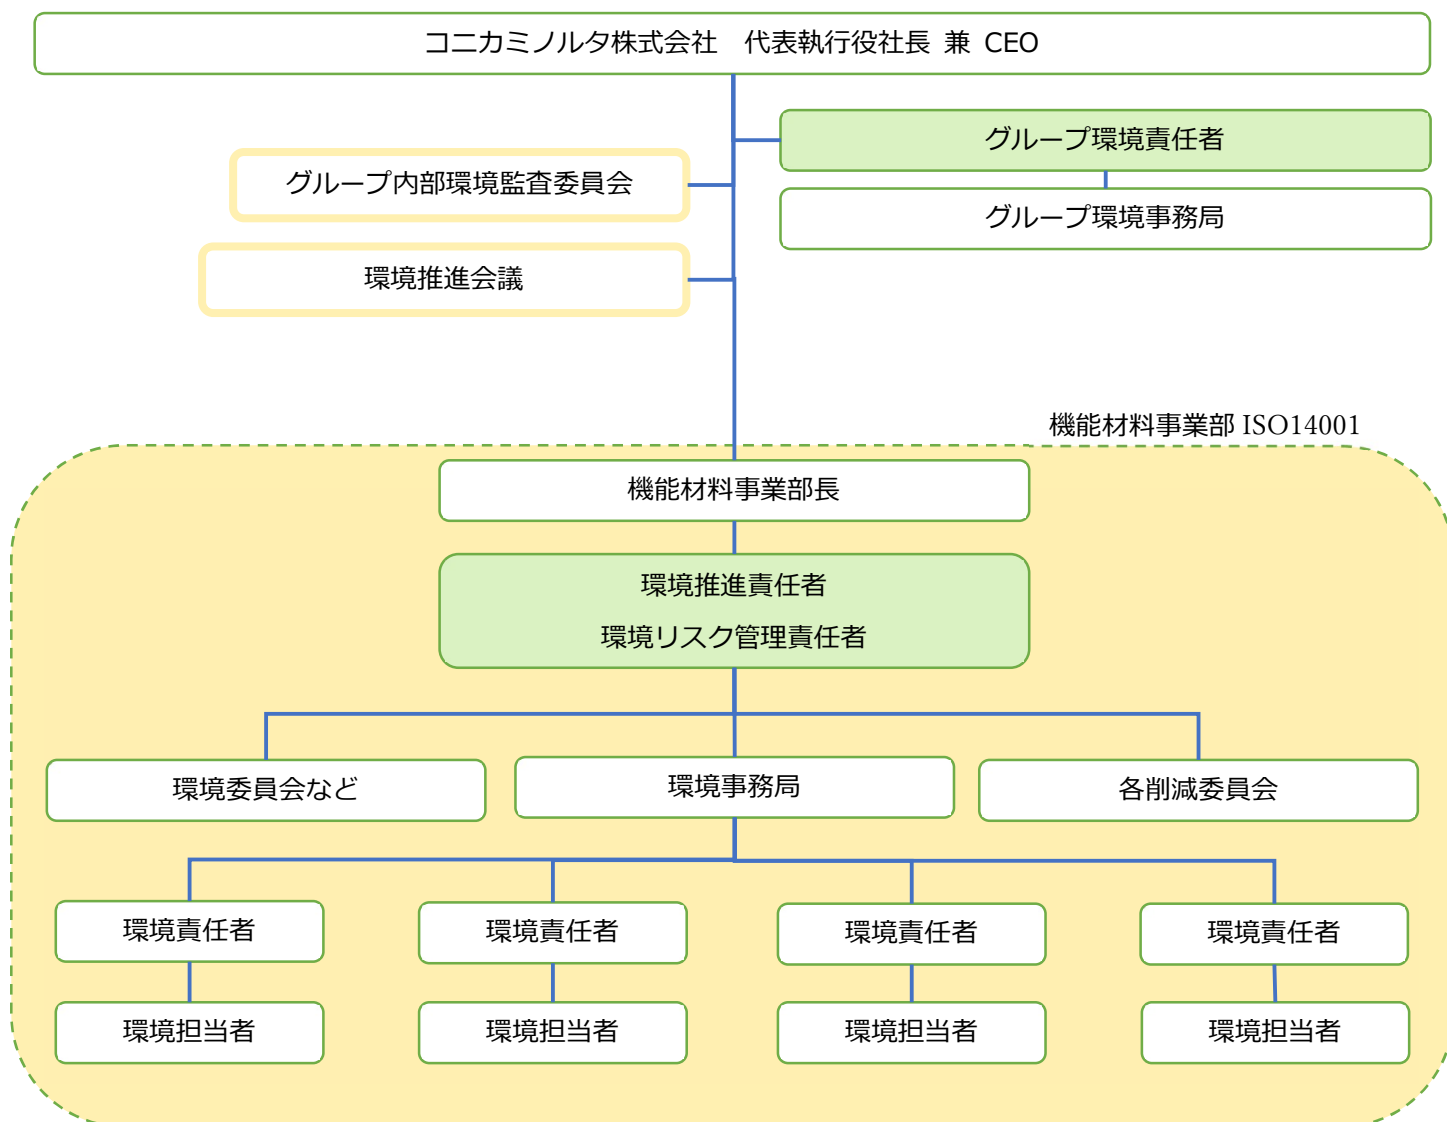 コニカミノルタ株式会社　代表執行役社長 兼 CEO
グループ環境責任者
グループ内部環境監査委員会
グループ環境事務局
環境推進会議
機能材料事業部 ISO14001
機能材料事業部長
環境推進責任者
環境リスク管理責任者
環境委員会など
環境事務局
各削減委員会
環境責任者
環境責任者
環境責任者
環境責任者
環境担当者
環境担当者
環境担当者
環境担当者